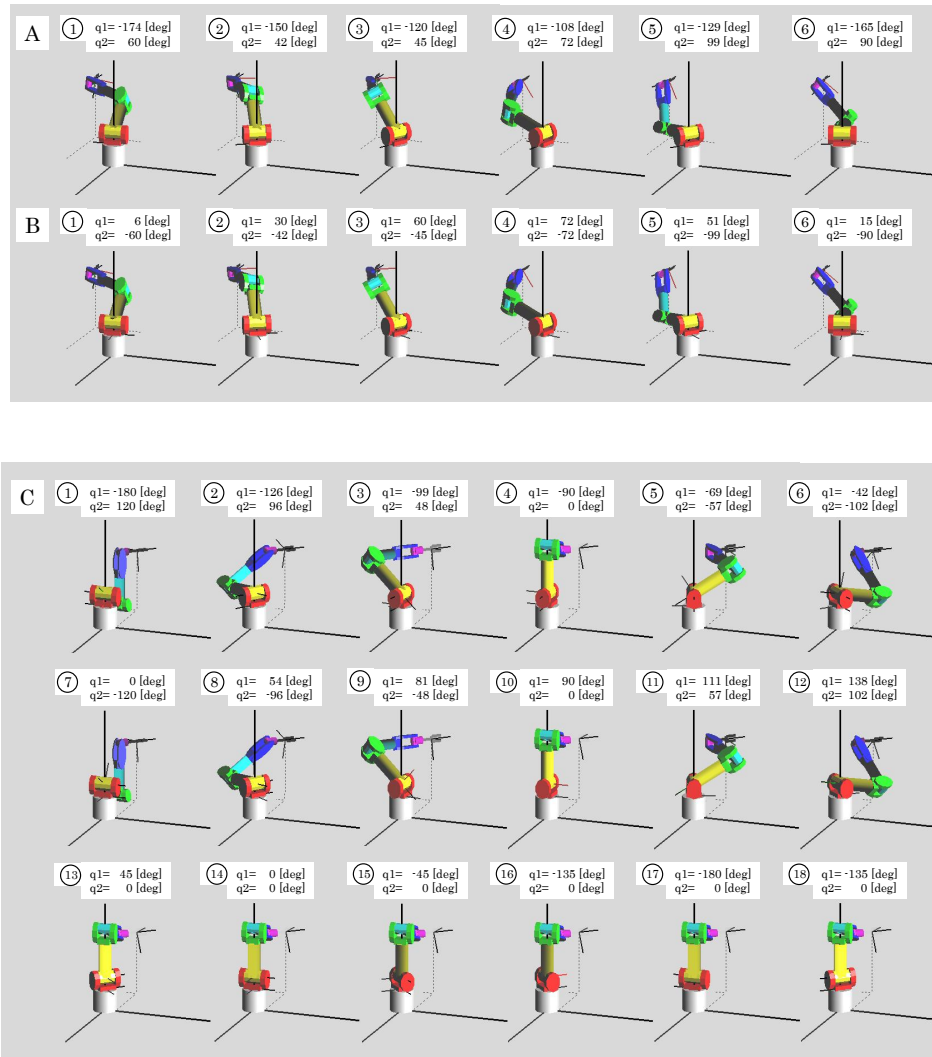 A
1 q1= -174 [deg]
q2= 60 [deg]
2 q1= -150 [deg]
q2= 42 [deg]
3 q1= -120 [deg]
q2= 45 [deg]
4 q1= -108 [deg]
q2= 72 [deg]
5 q1= -129 [deg]
q2= 99 [deg]
6 q1= -165 [deg]
q2= 90 [deg]
B
1 q1= 6 [deg]
q2= -60 [deg]
2 q1= 30 [deg]
q2= -42 [deg]
3 q1= 60 [deg]
q2= -45 [deg]
4 q1= 72 [deg]
q2= -72 [deg]
5 q1= 51 [deg]
q2= -99 [deg]
6 q1= 15 [deg]
q2= -90 [deg]
C
1 q1= -180 [deg]
q2= 120 [deg]
2 q1= -126 [deg]
q2= 96 [deg]
3 q1= -99 [deg]
q2= 48 [deg]
4 q1= -90 [deg]
q2= 0 [deg]
5 q1= -69 [deg]
q2= -57 [deg]
6 q1= -42 [deg]
q2= -102 [deg]
7 q1= 0 [deg]
q2= -120 [deg]
8 q1= 54 [deg]
q2= -96 [deg]
9 q1= 81 [deg]
q2= -48 [deg]
10 q1= 90 [deg]
q2= 0 [deg]
11 q1= 111 [deg]
q2= 57 [deg]
12 q1= 138 [deg]
q2= 102 [deg]
13 q1= 45 [deg]
q2= 0 [deg]
14 q1= 0 [deg]
q2= 0 [deg]
15 q1= -45 [deg]
q2= 0 [deg]
16 q1= -135 [deg]
q2= 0 [deg]
17 q1= -180 [deg]
q2= 0 [deg]
18 q1= -135 [deg]
q2= 0 [deg]